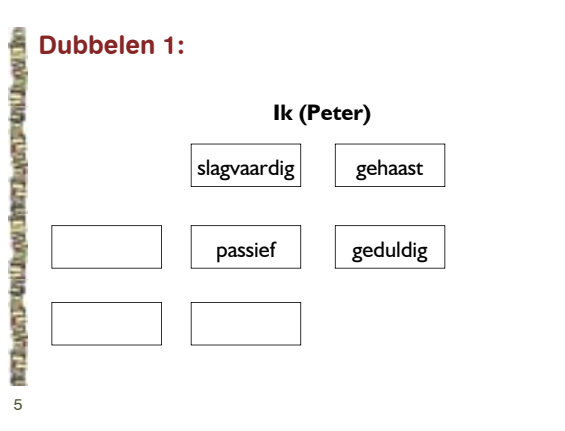 Dubbelen 1:
Ik (Peter)
slagvaardig gehaast
passief geduldig
5